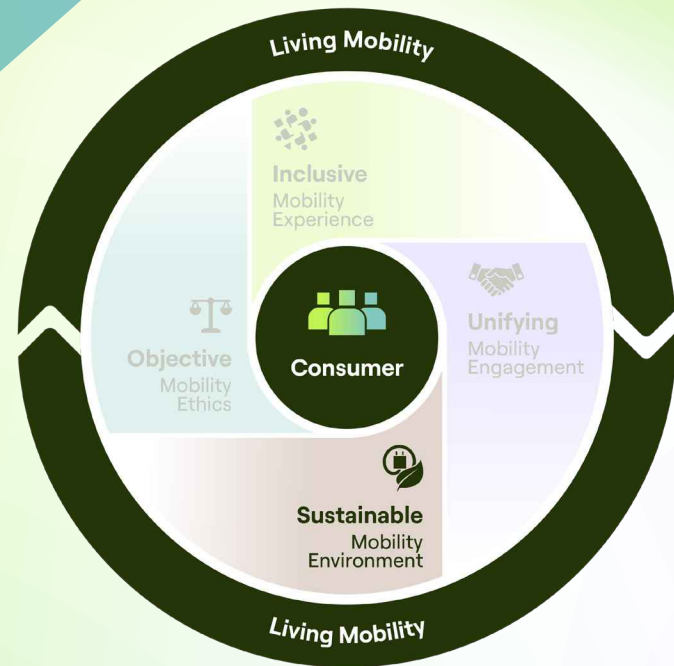 Living Mobility
Inclusive
Mobility
Experience
Unifying
Mobility
Engagement
Objective
Mobility
Ethics
Consumer
Sustainable
Mobility
Environment
Living Mobility